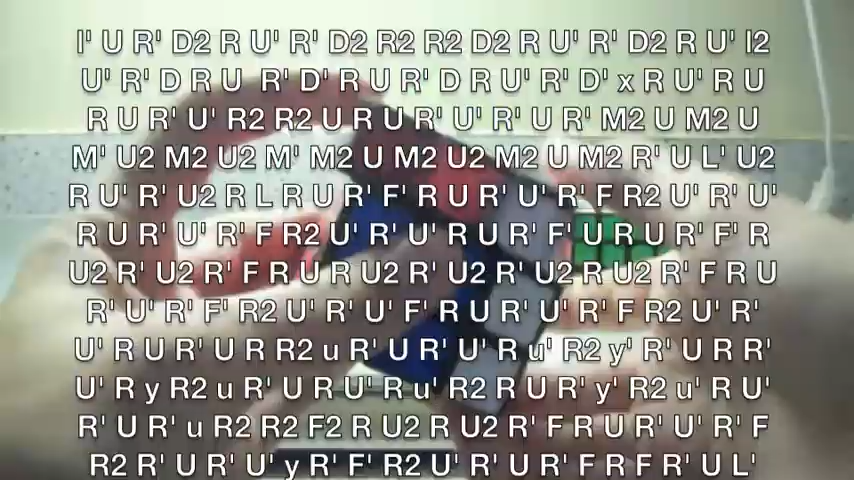 l' U R' D2 R U' R' D2 R2 R2 D2 R U' R' D2 R U' l2
U' R' D R U R' D' R U R' D R U' R' D' x R U' R U
R U R' U' R2 R2 U R U R' U' R' U R' M2 U M2 U
M' U2 M2 U2 M' M2 U M2 U2 M2 U M2 R' U L' U2
R U' R' U2 R L R U R' F' R U R' U' R' F R2 U' R' U'
R U R' U' R' F R2 U' R' U' R U R' F' U R U R' F' R
U2 R' U2 R' F R U R U2 R' U2 R' U2 R U2 R' F R U
R' U' R' F' R2 U' R' U' F' R U R' U' R' F R2 U' R'
U' R U R' U R R2 u R' U R' U' R u' R2 y' R' U R R'
U' R y R2 u R' U R U' R u' R2 R U R' y' R2 u' R U'
R' U R' u R2 R2 F2 R U2 R U2 R' F R U R' U' R' F
R2 R' U R' U' y R' F' R2 U' R' U R' F R F R' U L'